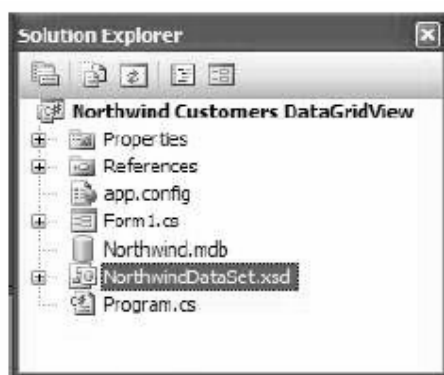 Solution Explorer
Northwind Customers DataGridView
Properties
References
app.config
Form1.cs
Northwind.mdb
NorthwindDataSet.xsd
Program.cs